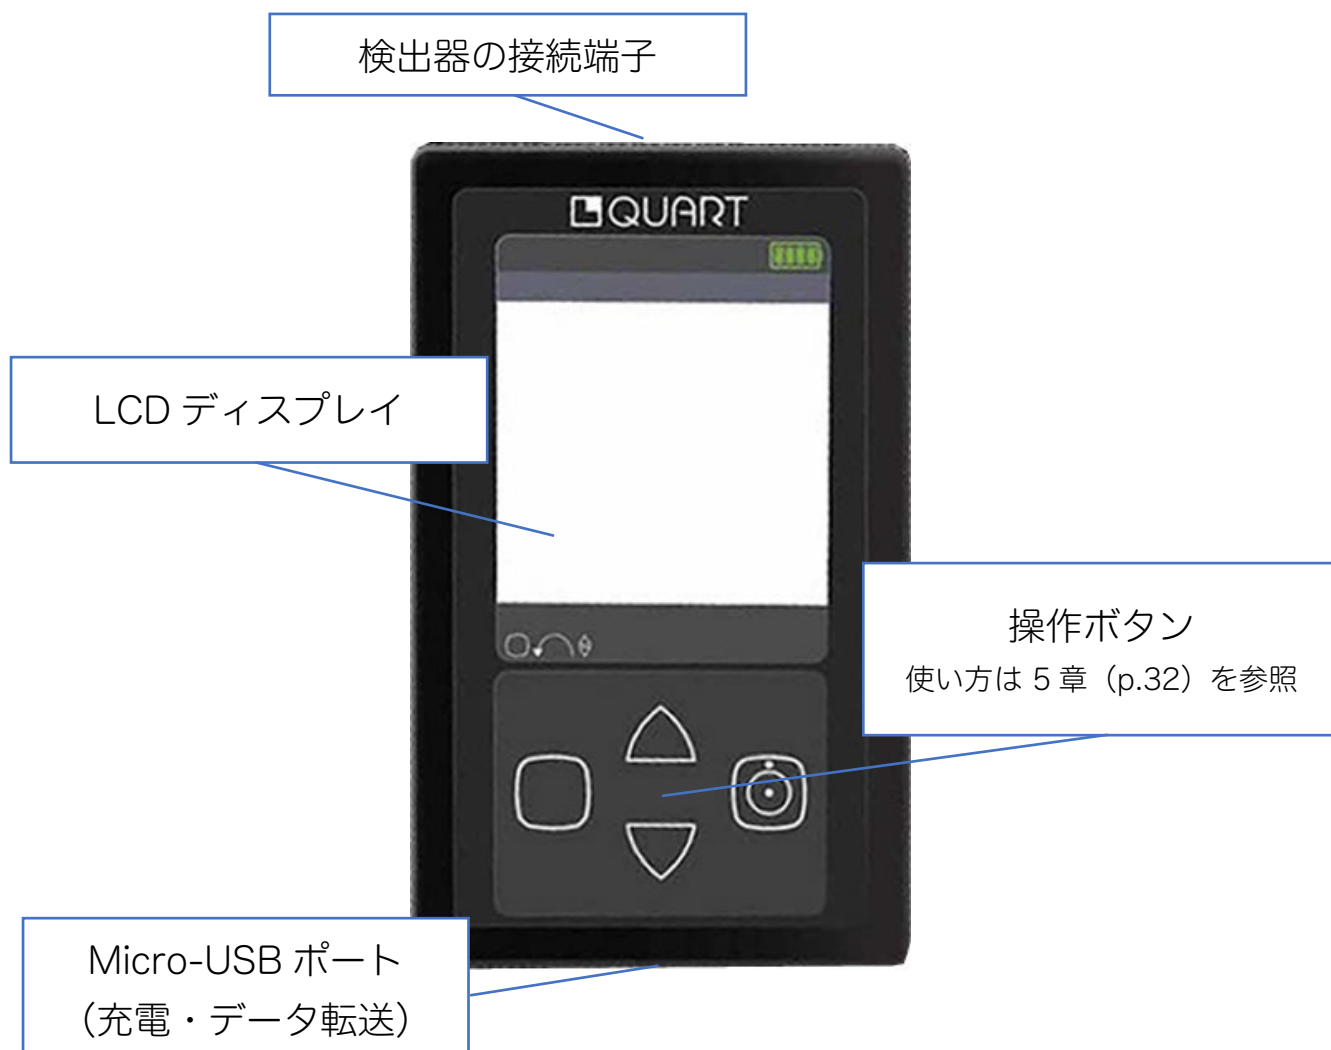 検出器の接続端子
QUART
LCD ディスプレイ
操作ボタン
使い方は 5 章（p.32）を参照
Micro-USB ポート
（充電・データ転送）